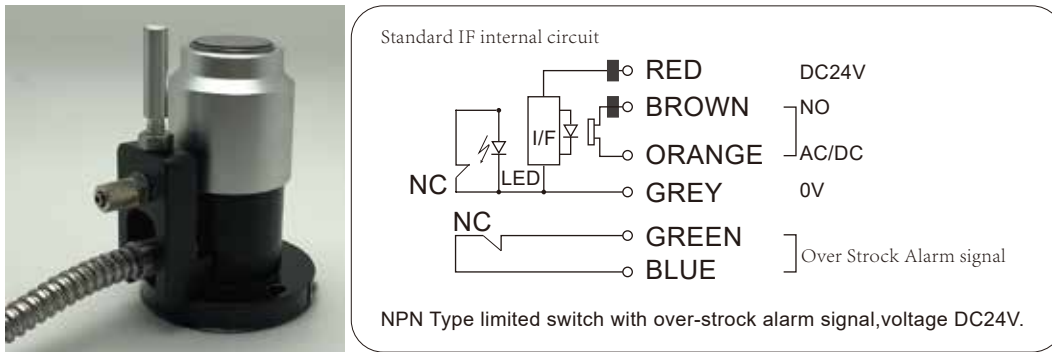 Standard IF internal circuit
RED DC24V
BROWN NO
I/F
ORANGE AC/DC
NC LED GREY 0V
NC
GREEN
Over Strock Alarm signal
BLUE
NPN Type limited switch with over-strock alarm signal,voltage DC24V.